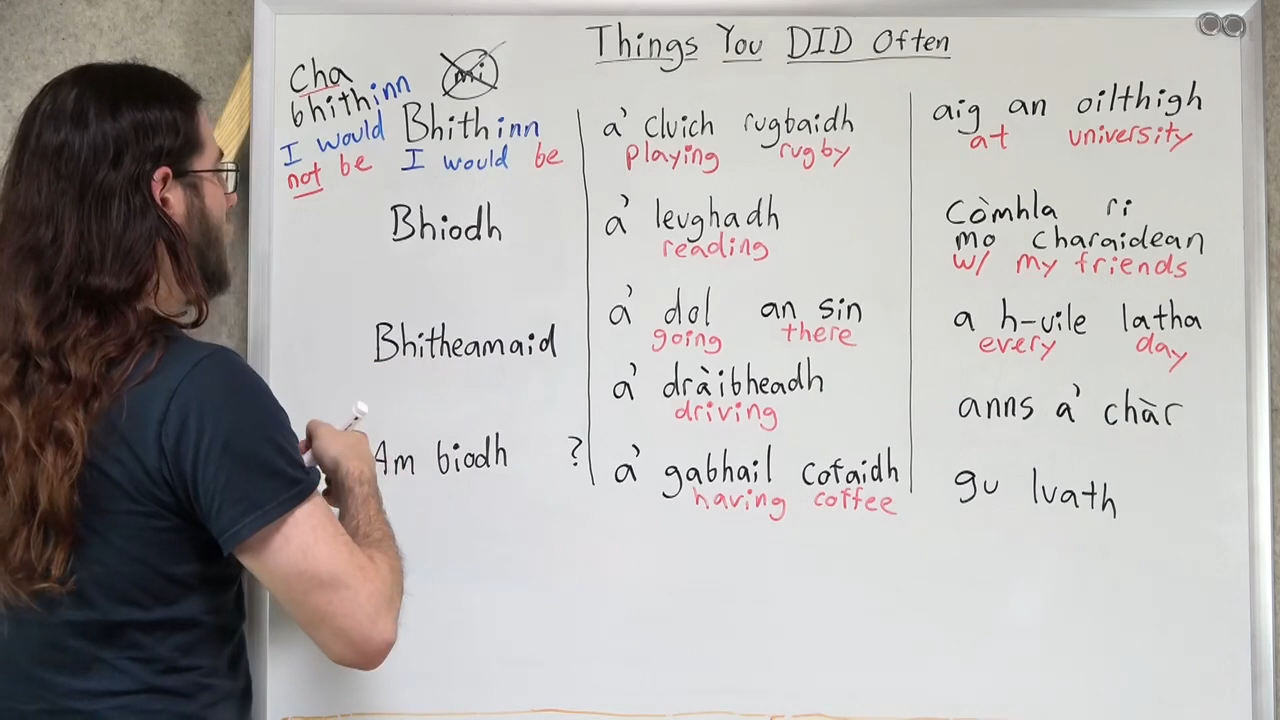 Things You DID Often
Cha
bhithinn
I would
not be
mi
Bhithinn
I would be
Bhiodh
Bhitheamaid
Am biodh ?
a' cluich rugbaidh
playing rugby
a' leughadh
reading
a' dol an sin
going there
a' dràibheadh
driving
a' gabhail cofaidh
having coffee
aig an oilthigh
at university
Còmhla ri
mo charaidean
w/ my friends
a h-uile latha
every day
anns a' chàr
gu luath